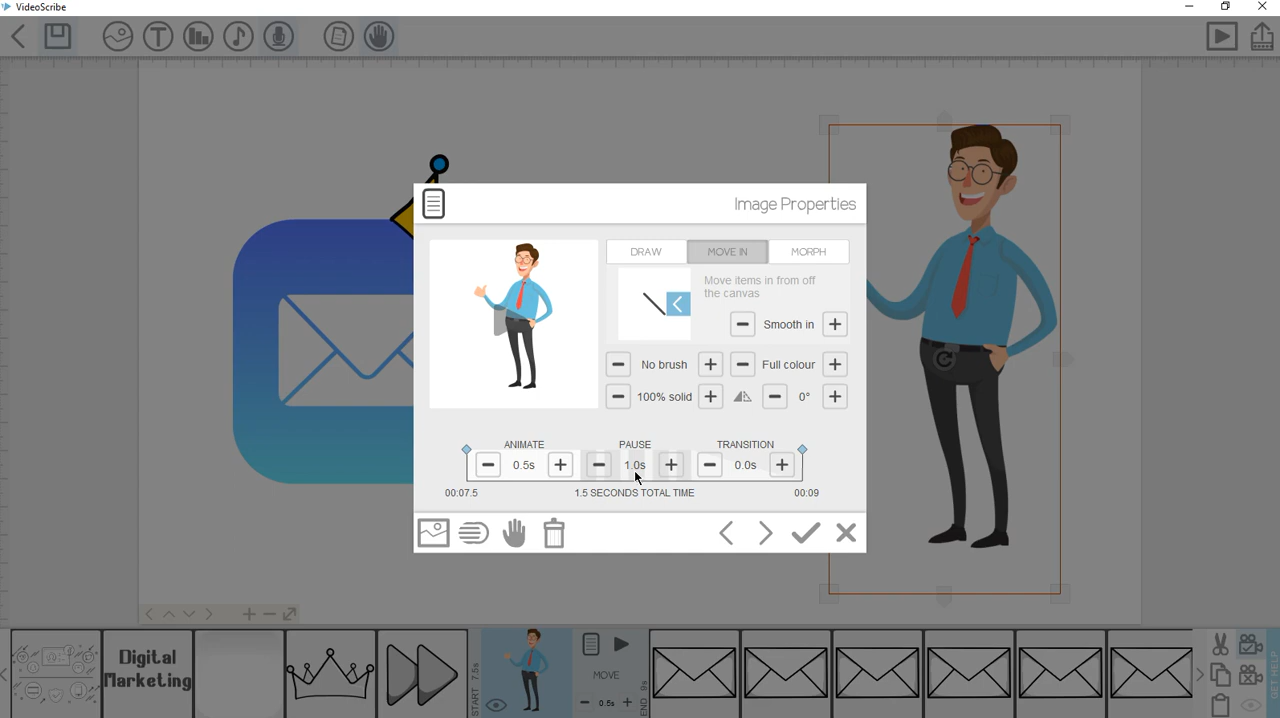 VideoScribe
Image Properties
DRAW MOVE IN MORPH
Move items in from off
the canvas
Smooth in
No brush Full colour
100% solid 0°
ANIMATE PAUSE TRANSITION
0.5s 1.0s 0.0s
00:07.5 1.5 SECONDS TOTAL TIME 00:09
Digital
Marketing
START 7.5s
MOVE
0.5s
END 9s
GET HELP